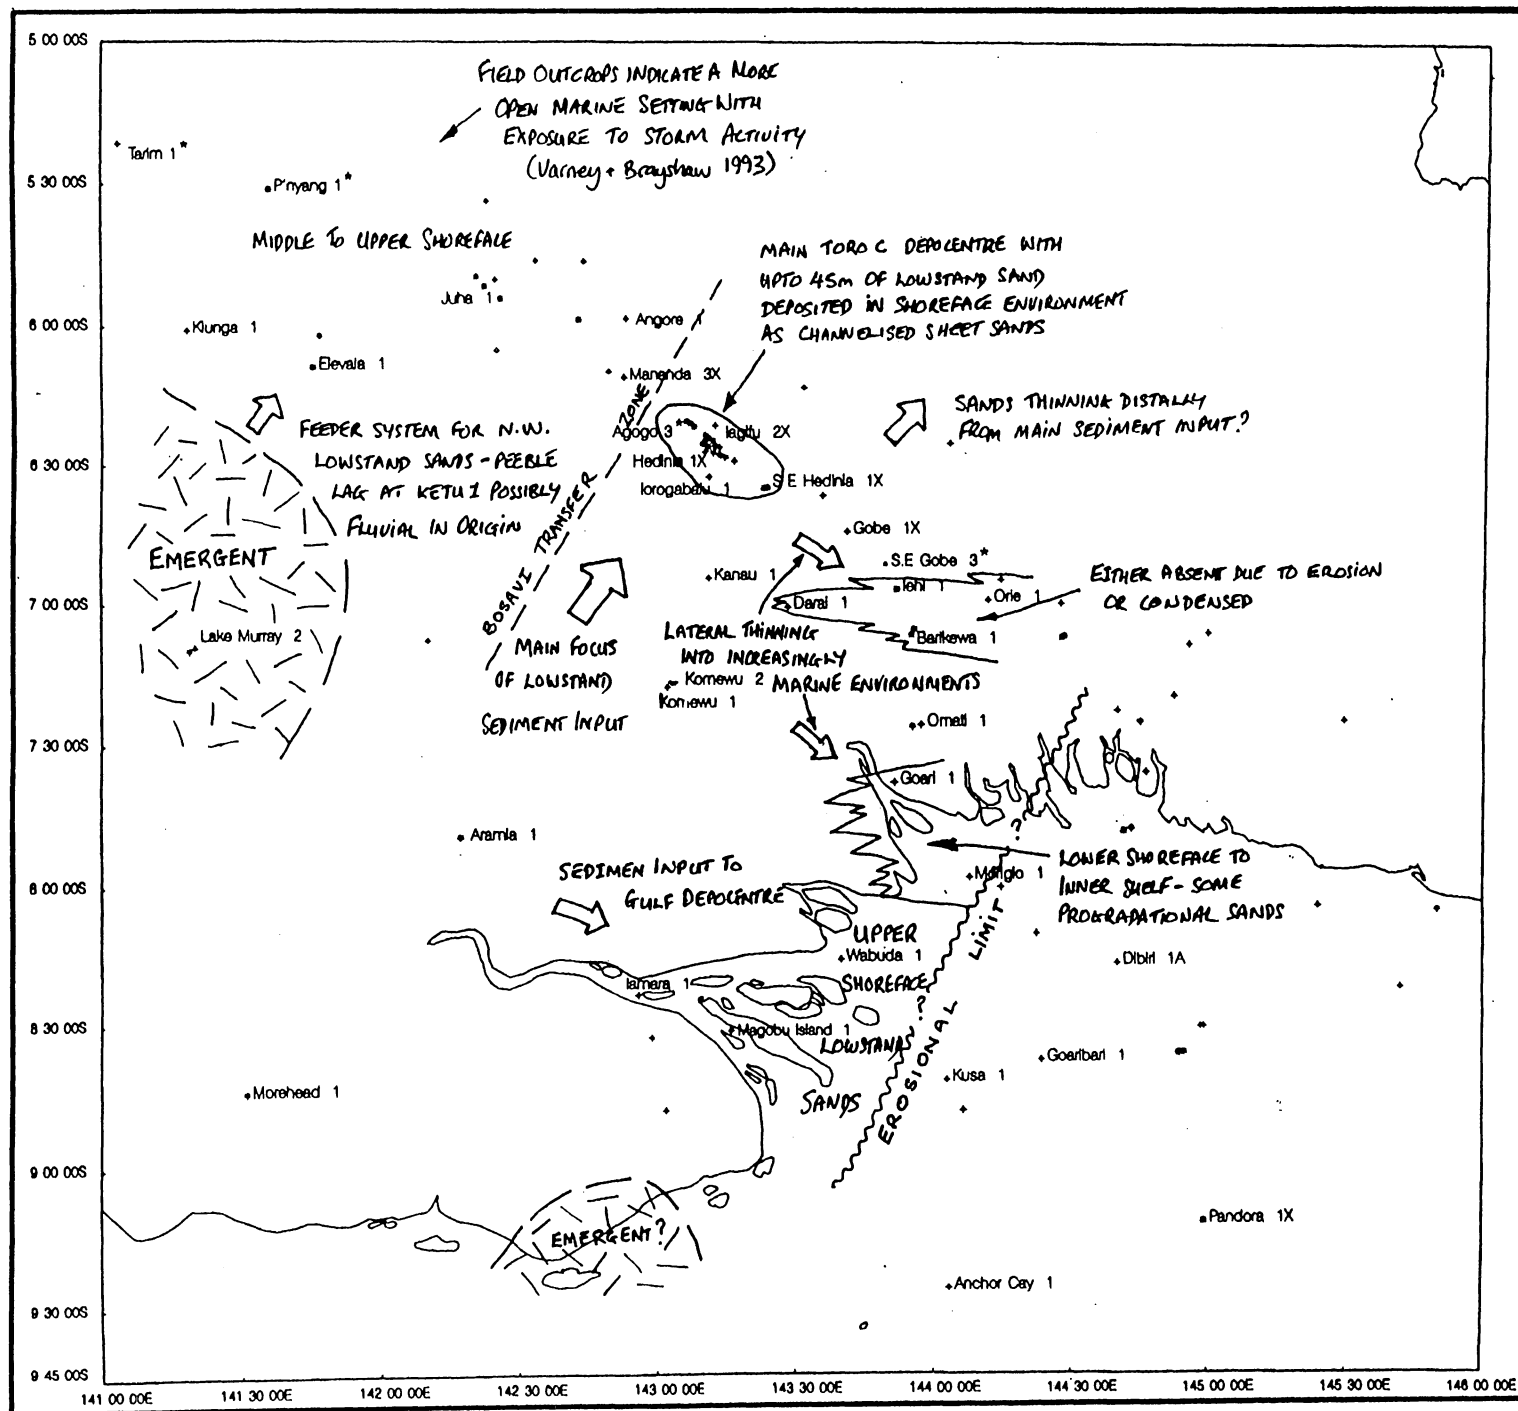 5 00 00S
FIELD OUTCROPS INDICATE A MORE
OPEN MARINE SETTING WITH
EXPOSURE TO STORM ACTIVITY
(Varney + Brayshaw 1993)
Tarim 1*
5 30 00S
P'nyang 1*
MIDDLE TO UPPER SHOREFACE
MAIN TORO C DEPOCENTRE WITH
UPTO 45m OF LOWSTAND SAND
DEPOSITED IN SHOREFACE ENVIRONMENT
AS CHANNELISED SHEET SANDS
Juha 1
6 00 00S
Kiunga 1
Angore 1
Elevala 1
Mananda 3X
FEEDER SYSTEM FOR N.W.
LOWSTAND SANDS - PEEBLE
LAG AT KETU 1 POSSIBLY
FLUVIAL IN ORIGIN
BOSAVI TRANSFER ZONE
Agogo 3*
Iagifu 2X
Hedinia 1X
Iorogabaiu 1
S E Hedinia 1X
SANDS THINNING DISTALLY
FROM MAIN SEDIMENT INPUT?
6 30 00S
EMERGENT
Gobe 1X
S.E Gobe 3*
Kanau 1
Iehi 1
Darai 1
Orie 1
EITHER ABSENT DUE TO EROSION
OR CONDENSED
7 00 00S
Lake Murray 2
Barikewa 1
MAIN FOCUS
OF LOWSTAND
SEDIMENT INPUT
LATERAL THINNING
INTO INCREASINGLY
MARINE ENVIRONMENTS
Komewu 2
Komewu 1
Omati 1
7 30 00S
Goari 1
Aramia 1
SEDIMEN INPUT TO
GULF DEPOCENTRE
Moriglo 1
LOWER SHOREFACE TO
INNER SHELF - SOME
PROGRADATIONAL SANDS
6 00 00S
UPPER
Wabuda 1
SHOREFACE
LOWSTAND
SANDS
Dibiri 1A
Iamara 1
Magobu Island 1
8 30 00S
EROSIONAL ? LIMIT ?
Goaribari 1
Kusa 1
Morehead 1
9 00 00S
EMERGENT?
Pandora 1X
Anchor Cay 1
9 30 00S
9 45 00S
141 00 00E 141 30 00E 142 00 00E 142 30 00E 143 00 00E 143 30 00E 144 00 00E 144 30 00E 145 00 00E 145 30 00E 146 00 00E